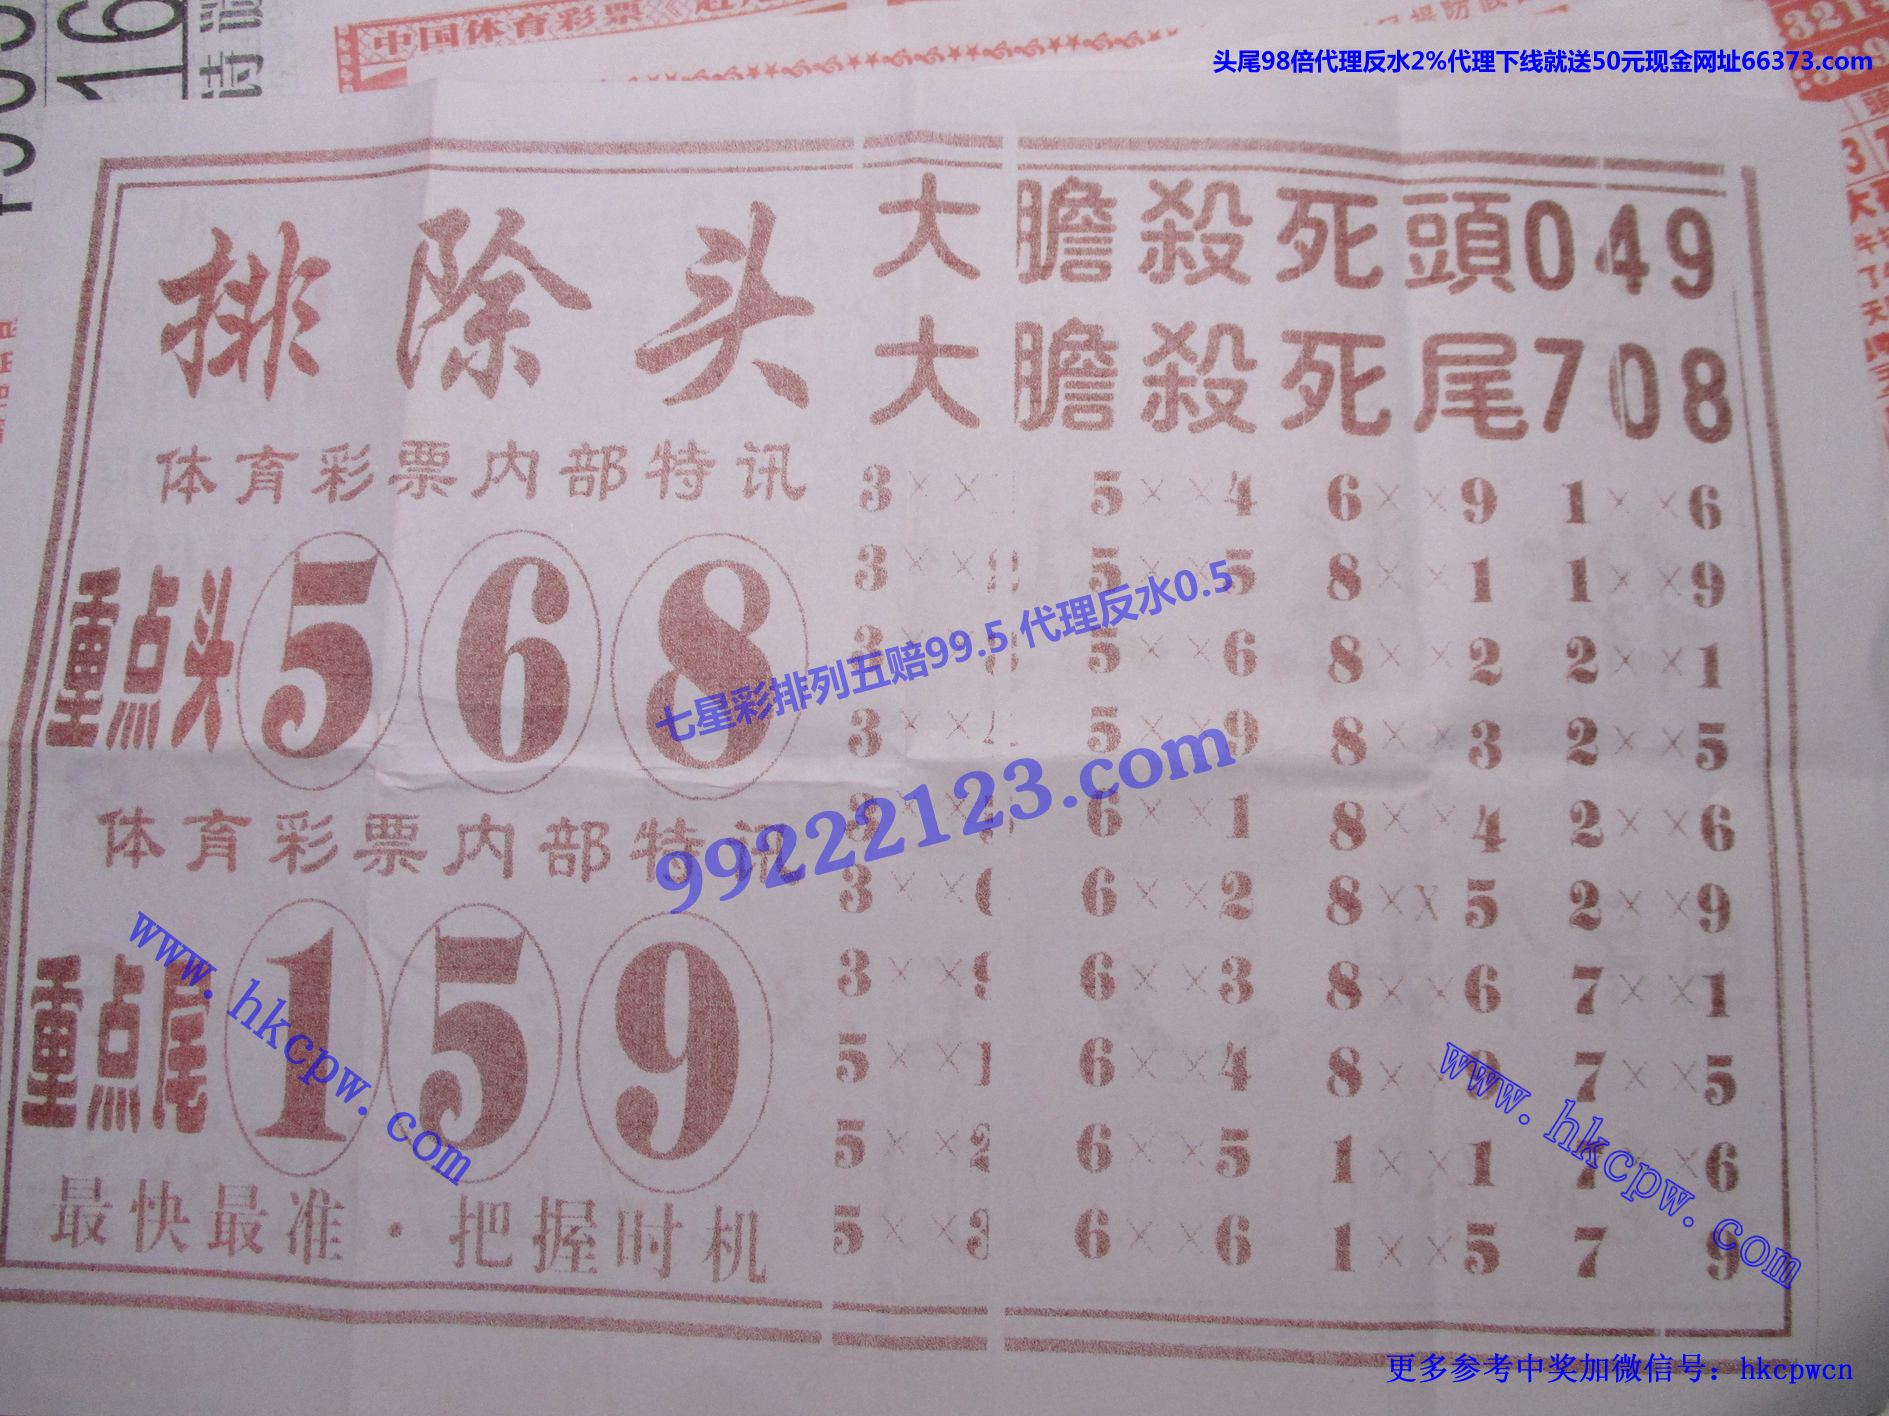 中国体育彩票
头尾98倍代理反水2%代理下线就送50元现金网址66373.com
排除头
体育彩票内部特讯
重点头 5 6 8
体育彩票内部特讯
重点尾 1 5 9
最快最准·把握时机
大膽殺死頭049
大膽殺死尾708
3×× 5××4 6××9 1××6
3×× 5××5 8××1 1××9
3×× 5××6 8××2 2××1
3×× 5××9 8××3 2××5
3×× 6××1 8××4 2××6
3×× 6××2 8××5 2××9
3××9 6××3 8××6 7××1
5××1 6××4 8××9 7××5
5××2 6××5 1××1 7××6
5××3 6××6 1××5 7 9
七星彩排列五赔99.5 代理反水0.5
99222123.com
www.hkcpw.com
www.hkcpw.com
更多参考中奖加微信号：hkcpwcn